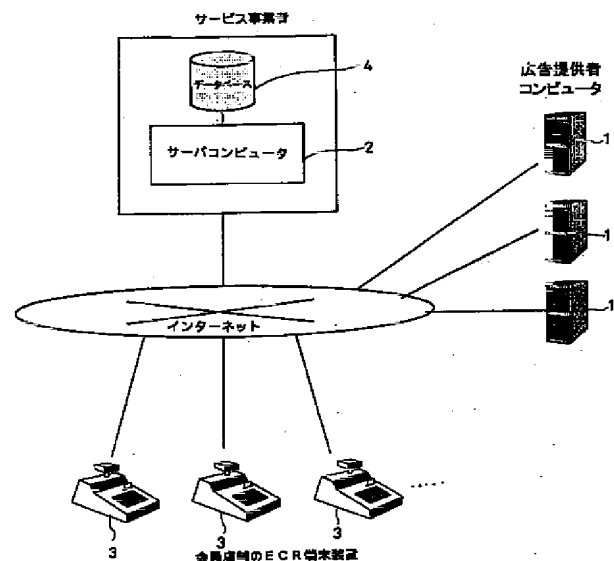 サービス事業者
データベース
4
サーバコンピュータ
2
広告提供者
コンピュータ
1
1
1
インターネット
3
3
3
会員店舗のECR端末装置